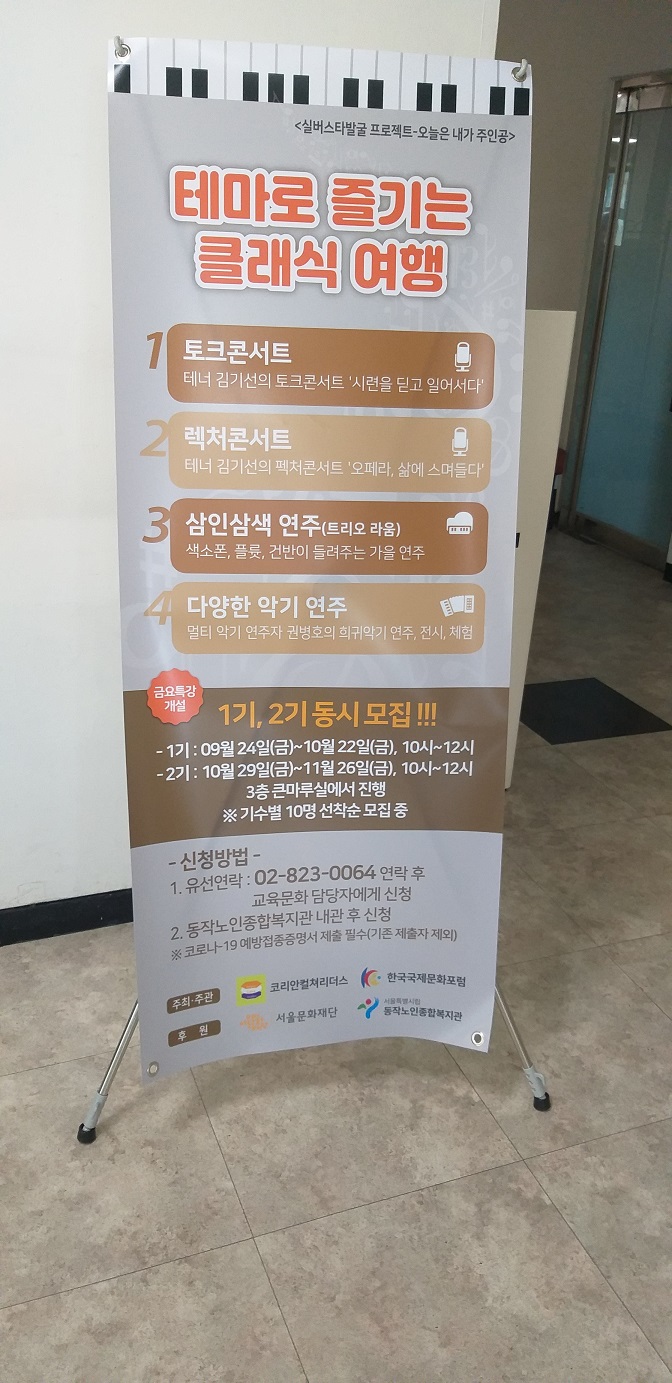 <실버스타발굴 프로젝트-오늘은 내가 주인공>
테마로 즐기는
클래식 여행
1 토크콘서트
테너 김기선의 토크콘서트 '시련을 딛고 일어서다'
2 렉처콘서트
테너 김기선의 펙처콘서트 '오페라, 삶에 스며들다'
3 삼인삼색 연주(트리오 라움)
색소폰, 플룻, 건반이 들려주는 가을 연주
4 다양한 악기 연주
멀티 악기 연주자 권병호의 희귀악기 연주, 전시, 체험
금요특강
개설
1기, 2기 동시 모집 !!!
- 1기 : 09월 24일(금)~10월 22일(금), 10시~12시
- 2기 : 10월 29일(금)~11월 26일(금), 10시~12시
3층 큰마루실에서 진행
※ 기수별 10명 선착순 모집 중
- 신청방법 -
1. 유선연락 : 02-823-0064 연락 후
교육문화 담당자에게 신청
2. 동작노인종합복지관 내관 후 신청
※ 코로나-19 예방접종증명서 제출 필수(기존 제출자 제외)
주최·주관 코리안컬쳐리더스 한국국제문화포럼
후 원 서울문화재단 서울특별시립 동작노인종합복지관